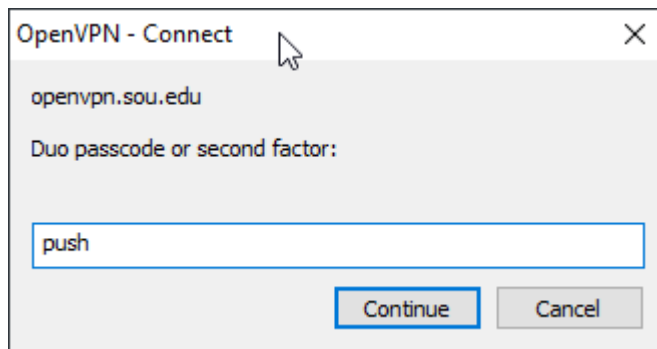 OpenVPN - Connect
openvpn.sou.edu
Duo passcode or second factor:
push
Continue Cancel